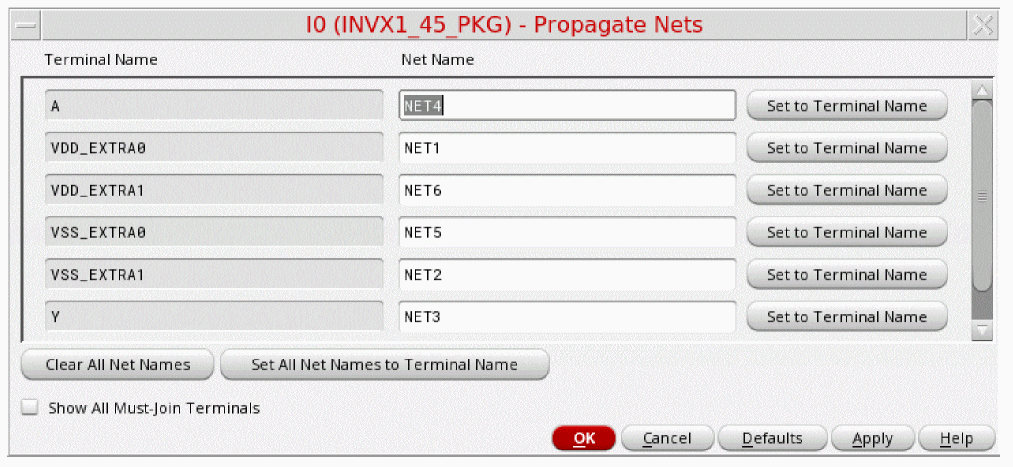 I0 (INVX1_45_PKG) - Propagate Nets
Terminal Name Net Name
A NET4 Set to Terminal Name
VDD_EXTRA0 NET1 Set to Terminal Name
VDD_EXTRA1 NET6 Set to Terminal Name
VSS_EXTRA0 NET5 Set to Terminal Name
VSS_EXTRA1 NET2 Set to Terminal Name
Y NET3 Set to Terminal Name
Clear All Net Names Set All Net Names to Terminal Name
Show All Must-Join Terminals
OK Cancel Defaults Apply Help